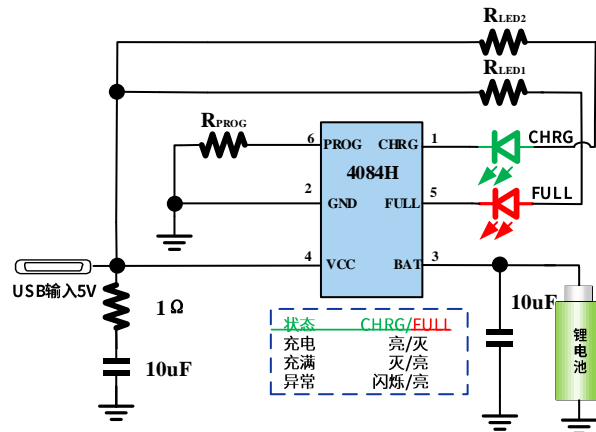 RLED2
RLED1
RPROG
6
PROG
CHRG
1
CHRG
4084H
2
GND
FULL
5
FULL
4
VCC
BAT
3
USB输入5V
1Ω
10uF
10uF
锂电池
状态 CHRG/FULL
充电 亮/灭
充满 灭/亮
异常 闪烁/亮